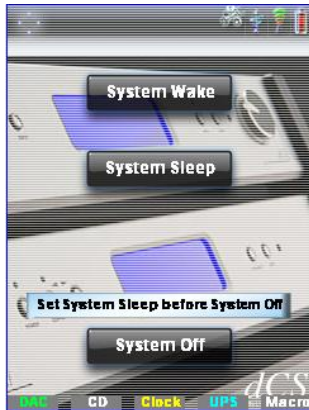 System Wake
System Sleep
Set System Sleep before System Off
System Off
dCS
DAC CD Clock UPS Macro